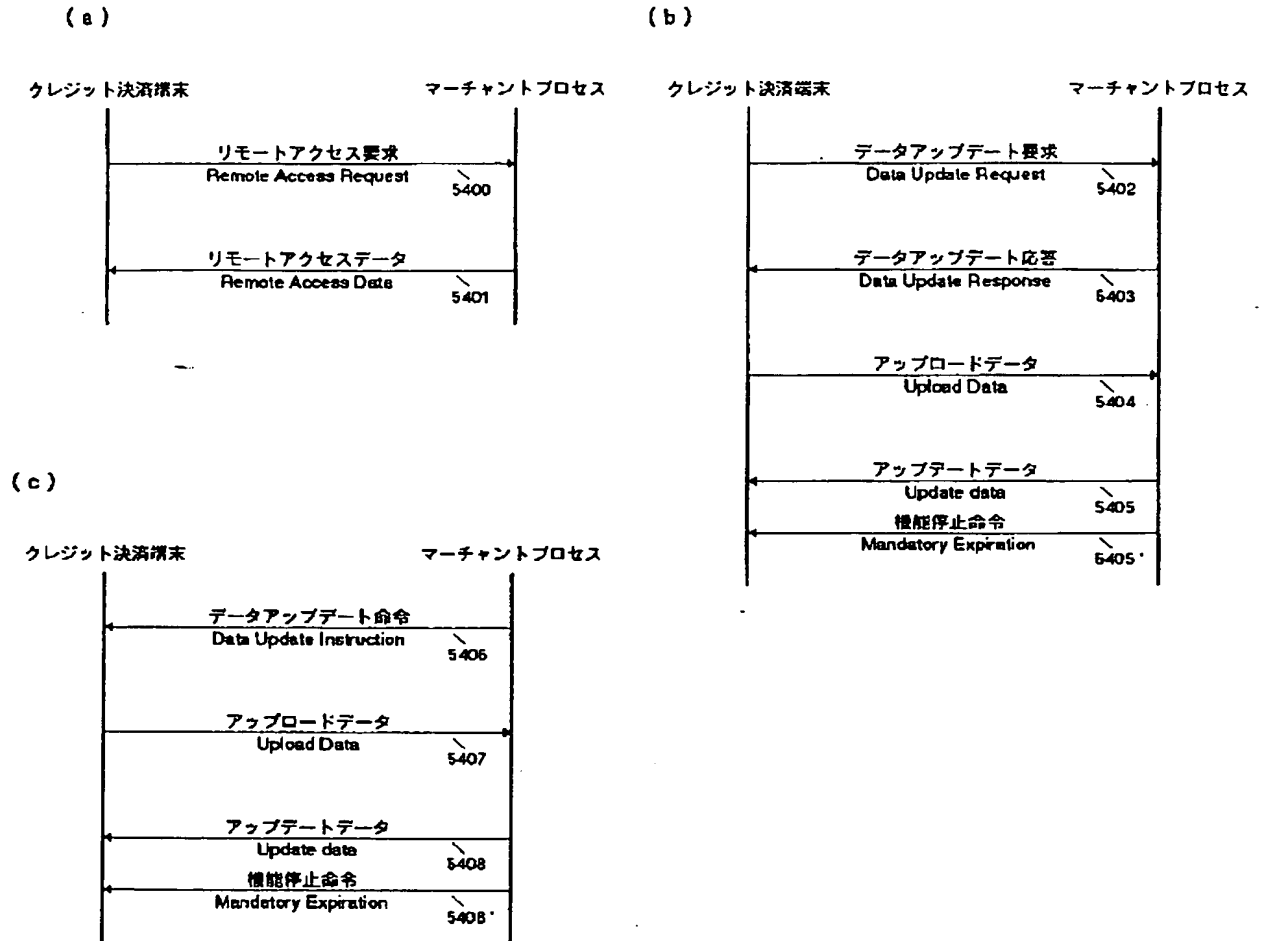 (a)
クレジット決済端末 マーチャントプロセス
リモートアクセス要求
Remote Access Request
5400
リモートアクセスデータ
Remote Access Data
5401
(b)
クレジット決済端末 マーチャントプロセス
データアップデート要求
Data Update Request
5402
データアップデート応答
Data Update Response
5403
アップロードデータ
Upload Data
5404
アップデートデータ
Update data
5405
機能停止命令
Mandatory Expiration
5405'
(c)
クレジット決済端末 マーチャントプロセス
データアップデート命令
Data Update Instruction
5406
アップロードデータ
Upload Data
5407
アップデートデータ
Update data
5408
機能停止命令
Mandatory Expiration
5408'